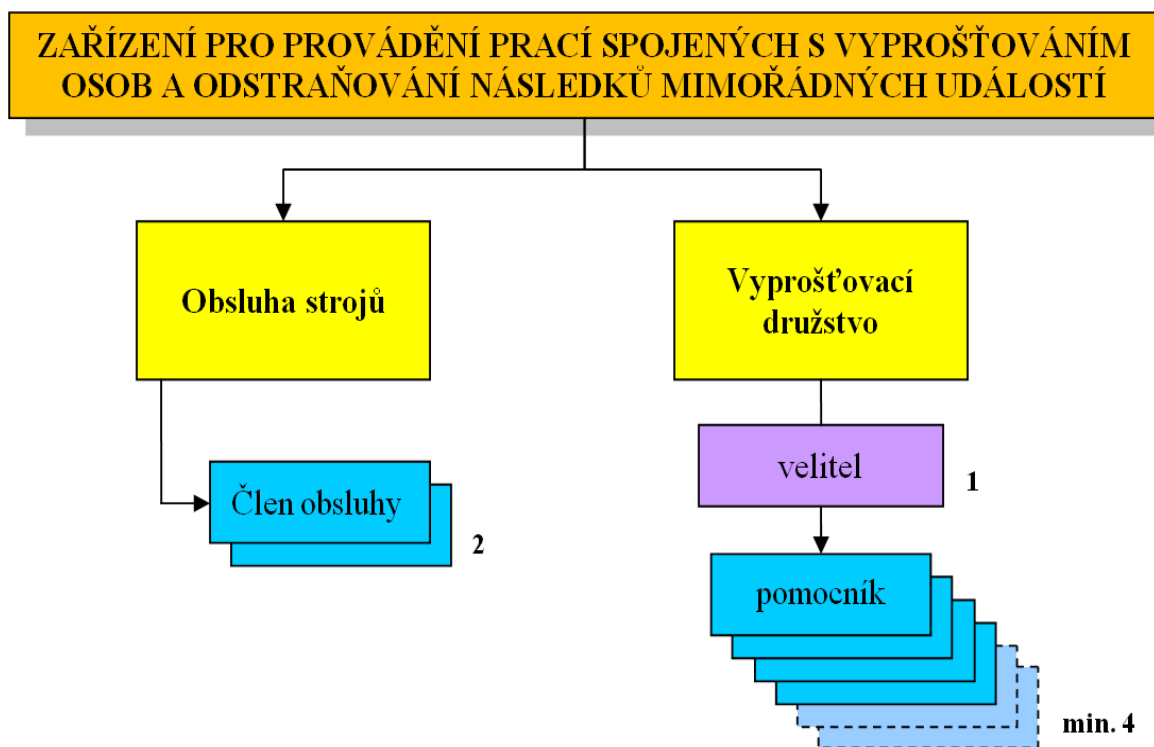 ZAŘÍZENÍ PRO PROVÁDĚNÍ PRACÍ SPOJENÝCH S VYPROŠŤOVÁNÍM
OSOB A ODSTRAŇOVÁNÍ NÁSLEDKŮ MIMOŘÁDNÝCH UDÁLOSTÍ
Obsluha strojů
Člen obsluhy
2
Vyprošťovací
družstvo
velitel
1
pomocník
min. 4